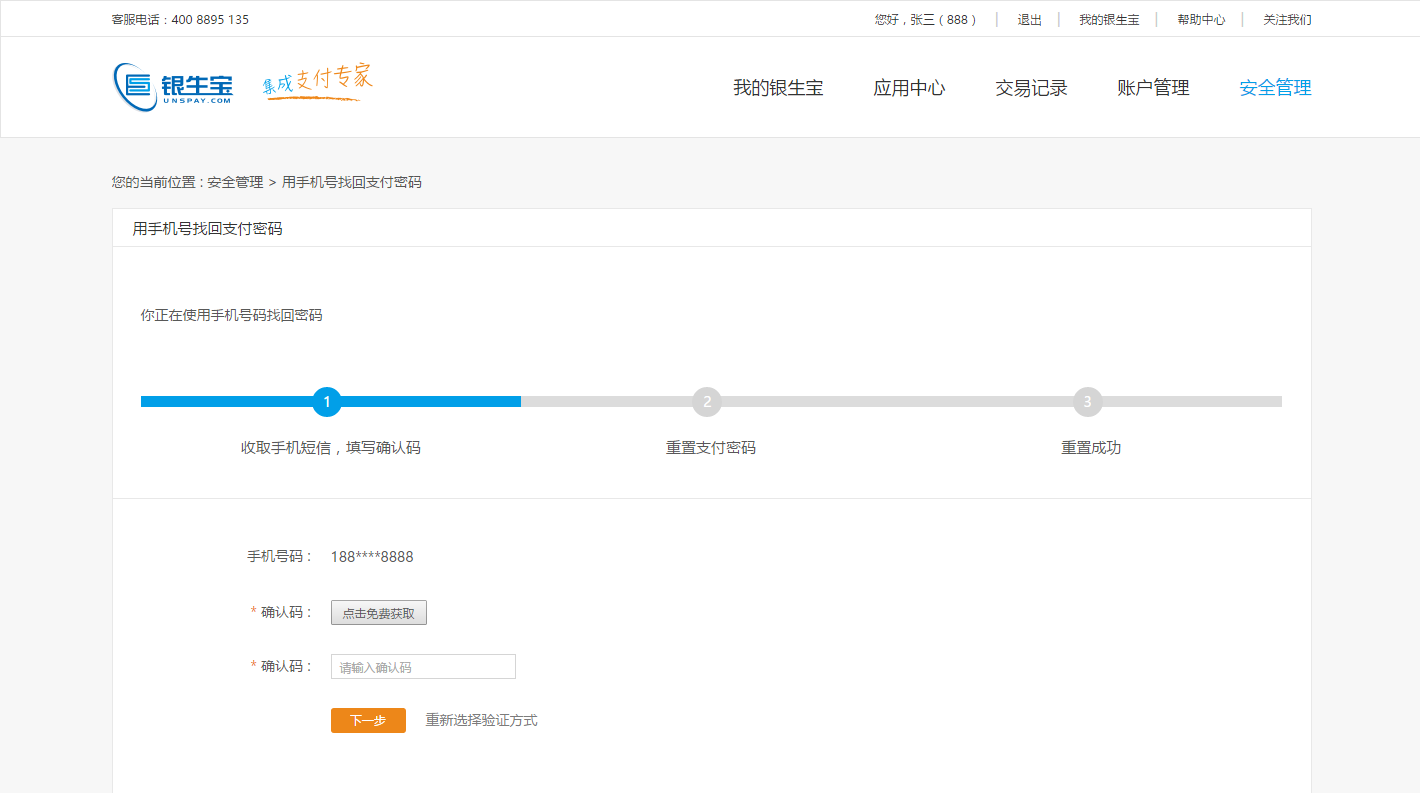 客服电话：400 8895 135
您好，张三（888） | 退出 | 我的银生宝 | 帮助中心 | 关注我们
银生宝
UNSPAY.COM
集成支付专家
我的银生宝 应用中心 交易记录 账户管理 安全管理
您的当前位置：安全管理 > 用手机号找回支付密码
用手机号找回支付密码
你正在使用手机号码找回密码
1 2 3
收取手机短信，填写确认码 重置支付密码 重置成功
手机号码： 188****8888
* 确认码： 点击免费获取
* 确认码： 请输入确认码
下一步 重新选择验证方式